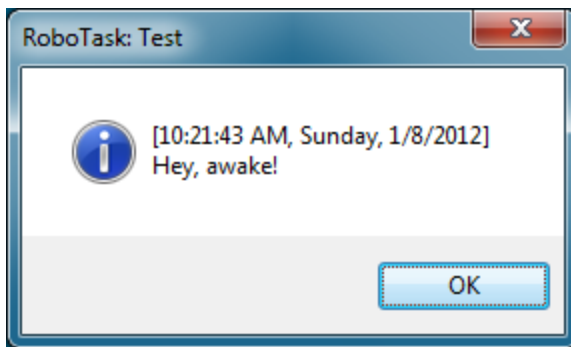 RoboTask: Test
[10:21:43 AM, Sunday, 1/8/2012]
Hey, awake!
OK